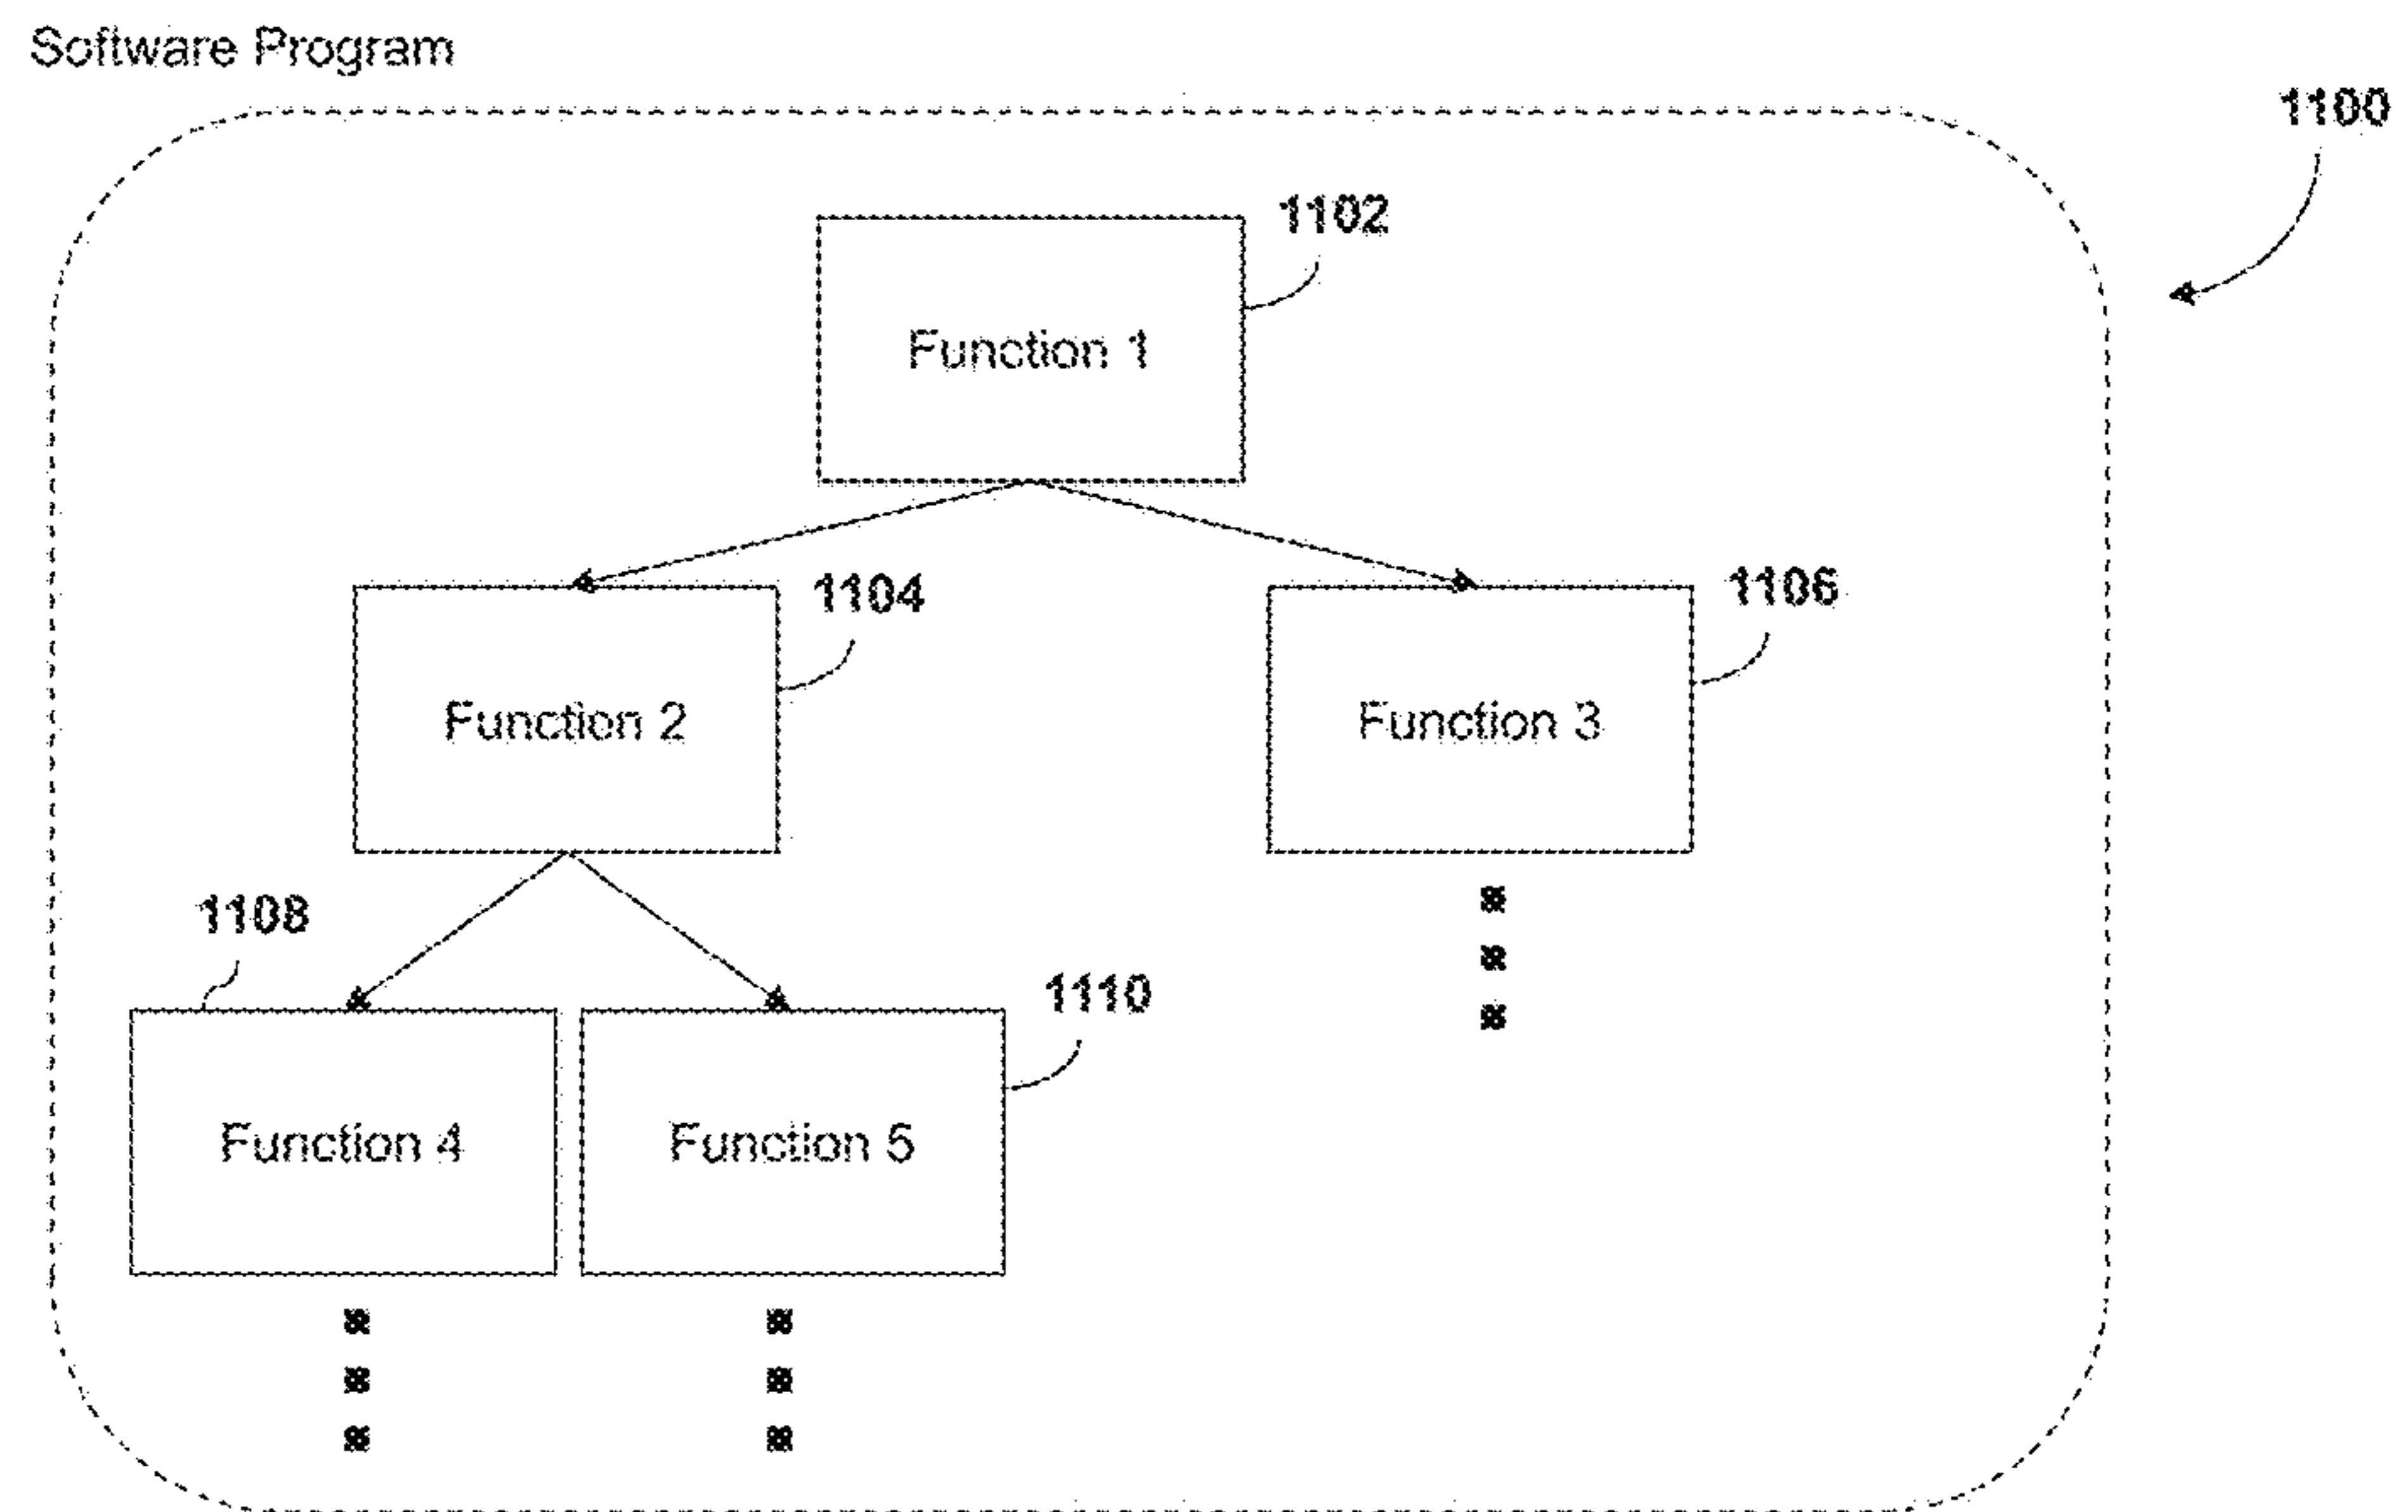 Software Program
1100
1102
Function 1
1104
1106
Function 2
Function 3
1108
1110
Function 4
Function 5